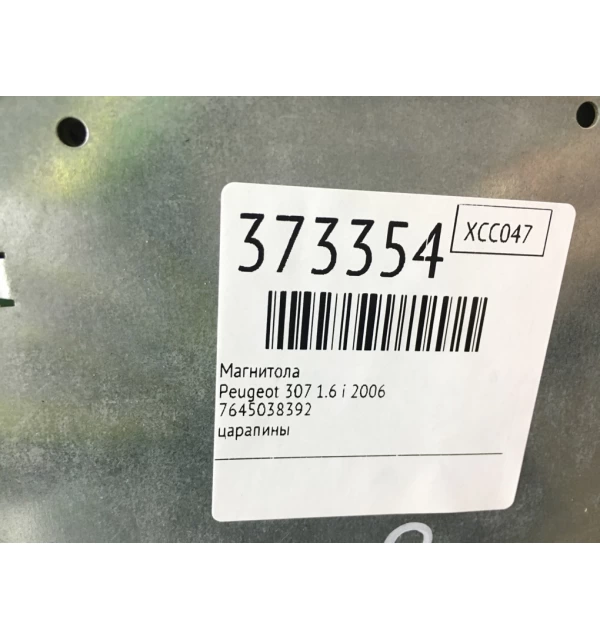 373354
XCC047
Магнитола
Peugeot 307 1.6 i 2006
7645038392
царапины